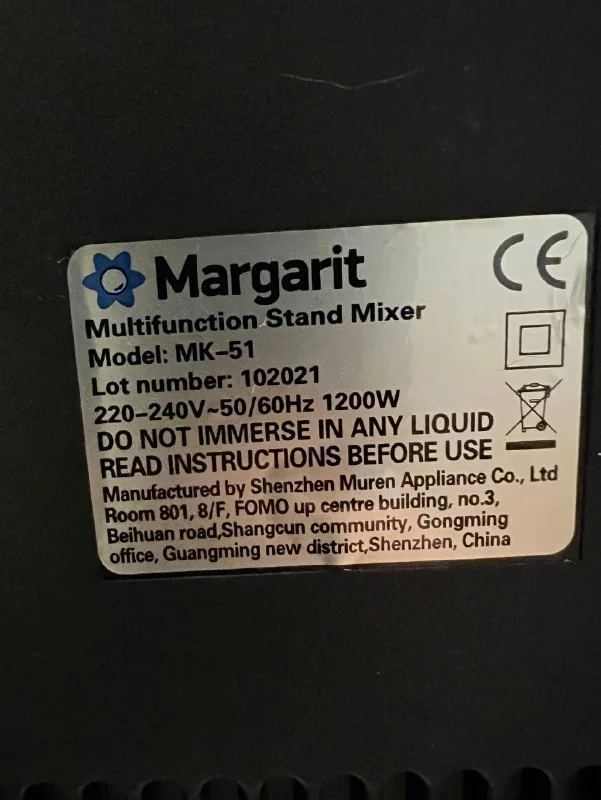 Margarit
CE
Multifunction Stand Mixer
Model: MK-51
Lot number: 102021
220-240V~50/60Hz 1200W
DO NOT IMMERSE IN ANY LIQUID
READ INSTRUCTIONS BEFORE USE
Manufactured by Shenzhen Muren Appliance Co., Ltd
Room 801, 8/F, FOMO up centre building, no.3,
Beihuan road,Shangcun community, Gongming
office, Guangming new district,Shenzhen, China